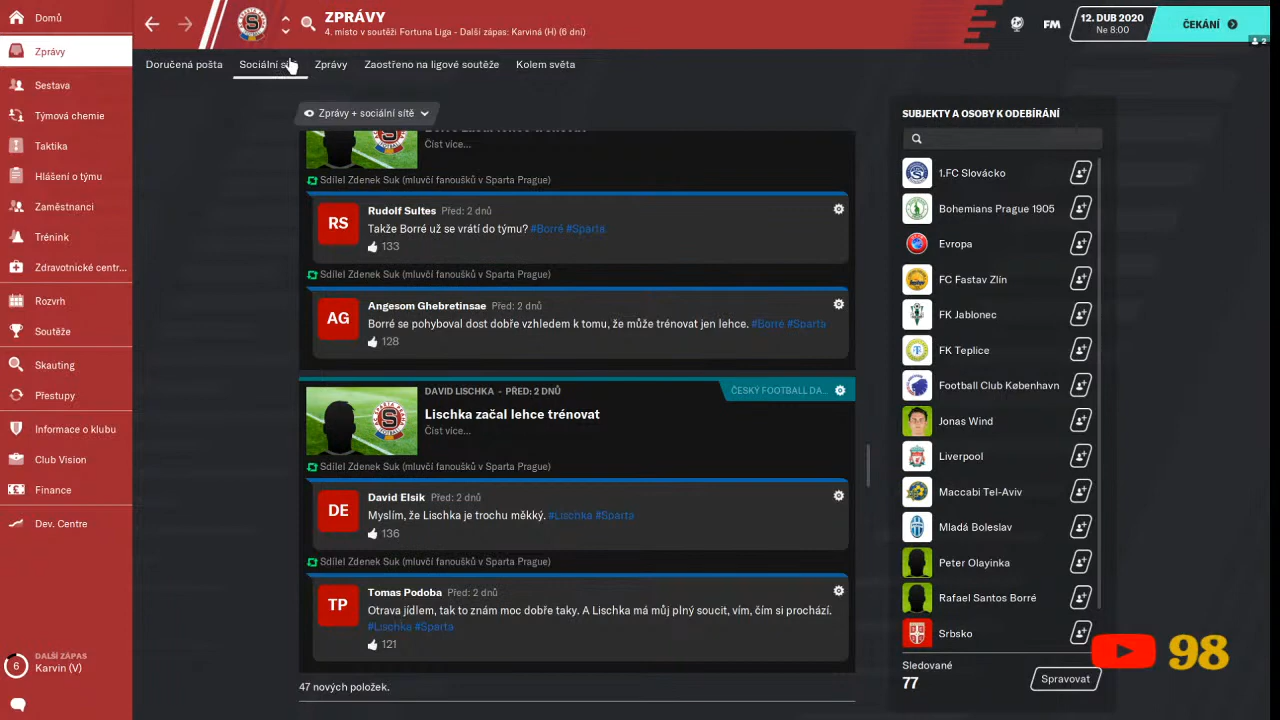 Domů
ZPRÁVY
4. místo v soutěži Fortuna Liga - Další zápas: Karviná (H) (6 dní)
FM
12. DUB 2020
Ne 8:00
ČEKÁNÍ
2
Zprávy
Sestava
Týmová chemie
Taktika
Hlášení o týmu
Zaměstnanci
Trénink
Zdravotnické centr...
Rozvrh
Soutěže
Skauting
Přestupy
Informace o klubu
Club Vision
Finance
Dev. Centre
6
DALŠÍ ZÁPAS
Karvin (V)
Doručená pošta
Sociální
Zprávy
Zaostřeno na ligové soutěže
Kolem světa
Zprávy + sociální sítě
Číst více...
Sdílel Zdenek Suk (mluvčí fanoušků v Sparta Prague)
RS
Rudolf Sultes Před: 2 dnů
Takže Borré už se vrátí do týmu? #Borré #Sparta
133
Sdílel Zdenek Suk (mluvčí fanoušků v Sparta Prague)
AG
Angesom Ghebretinsae Před: 2 dnů
Borré se pohyboval dost dobře vzhledem k tomu, že může trénovat jen lehce. #Borré #Sparta
128
DAVID LISCHKA - PŘED: 2 DNŮ
ČESKÝ FOOTBALL DA...
Lischka začal lehce trénovat
Číst více...
Sdílel Zdenek Suk (mluvčí fanoušků v Sparta Prague)
DE
David Elsik Před: 2 dnů
Myslím, že Lischka je trochu měkký. #Lischka #Sparta
136
Sdílel Zdenek Suk (mluvčí fanoušků v Sparta Prague)
TP
Tomas Podoba Před: 2 dnů
Otrava jídlem, tak to znám moc dobře taky. A Lischka má můj plný soucit, vím, čím si prochází.
#Lischka #Sparta
121
47 nových položek.
SUBJEKTY A OSOBY K ODEBÍRÁNÍ
1.FC Slovácko
Bohemians Prague 1905
Evropa
FC Fastav Zlín
FK Jablonec
FK Teplice
Football Club København
Jonas Wind
Liverpool
Maccabi Tel-Aviv
Mladá Boleslav
Peter Olayinka
Rafael Santos Borré
Srbsko
Sledované
77
Spravovat
98